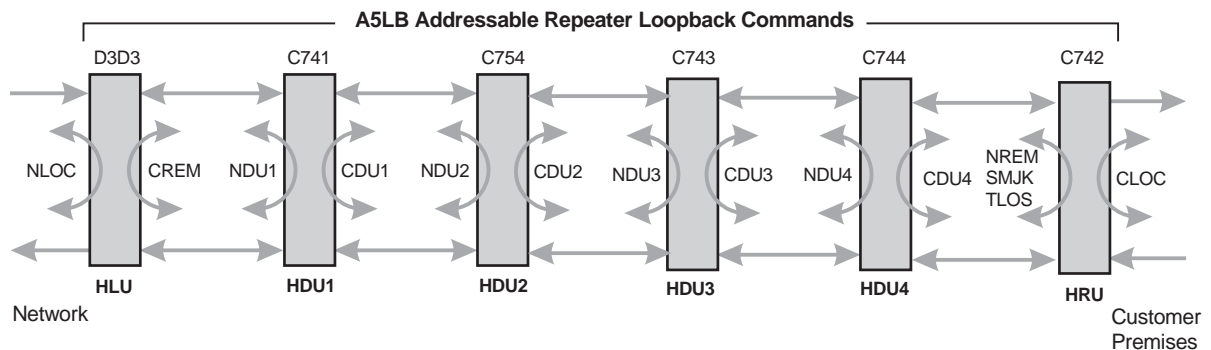 A5LB Addressable Repeater Loopback Commands
D3D3 C741 C754 C743 C744 C742
NLOC CREM NDU1 CDU1 NDU2 CDU2 NDU3 CDU3 NDU4 CDU4 NREM CLOC
SMJK
TLOS
HLU HDU1 HDU2 HDU3 HDU4 HRU
Network
Customer
Premises